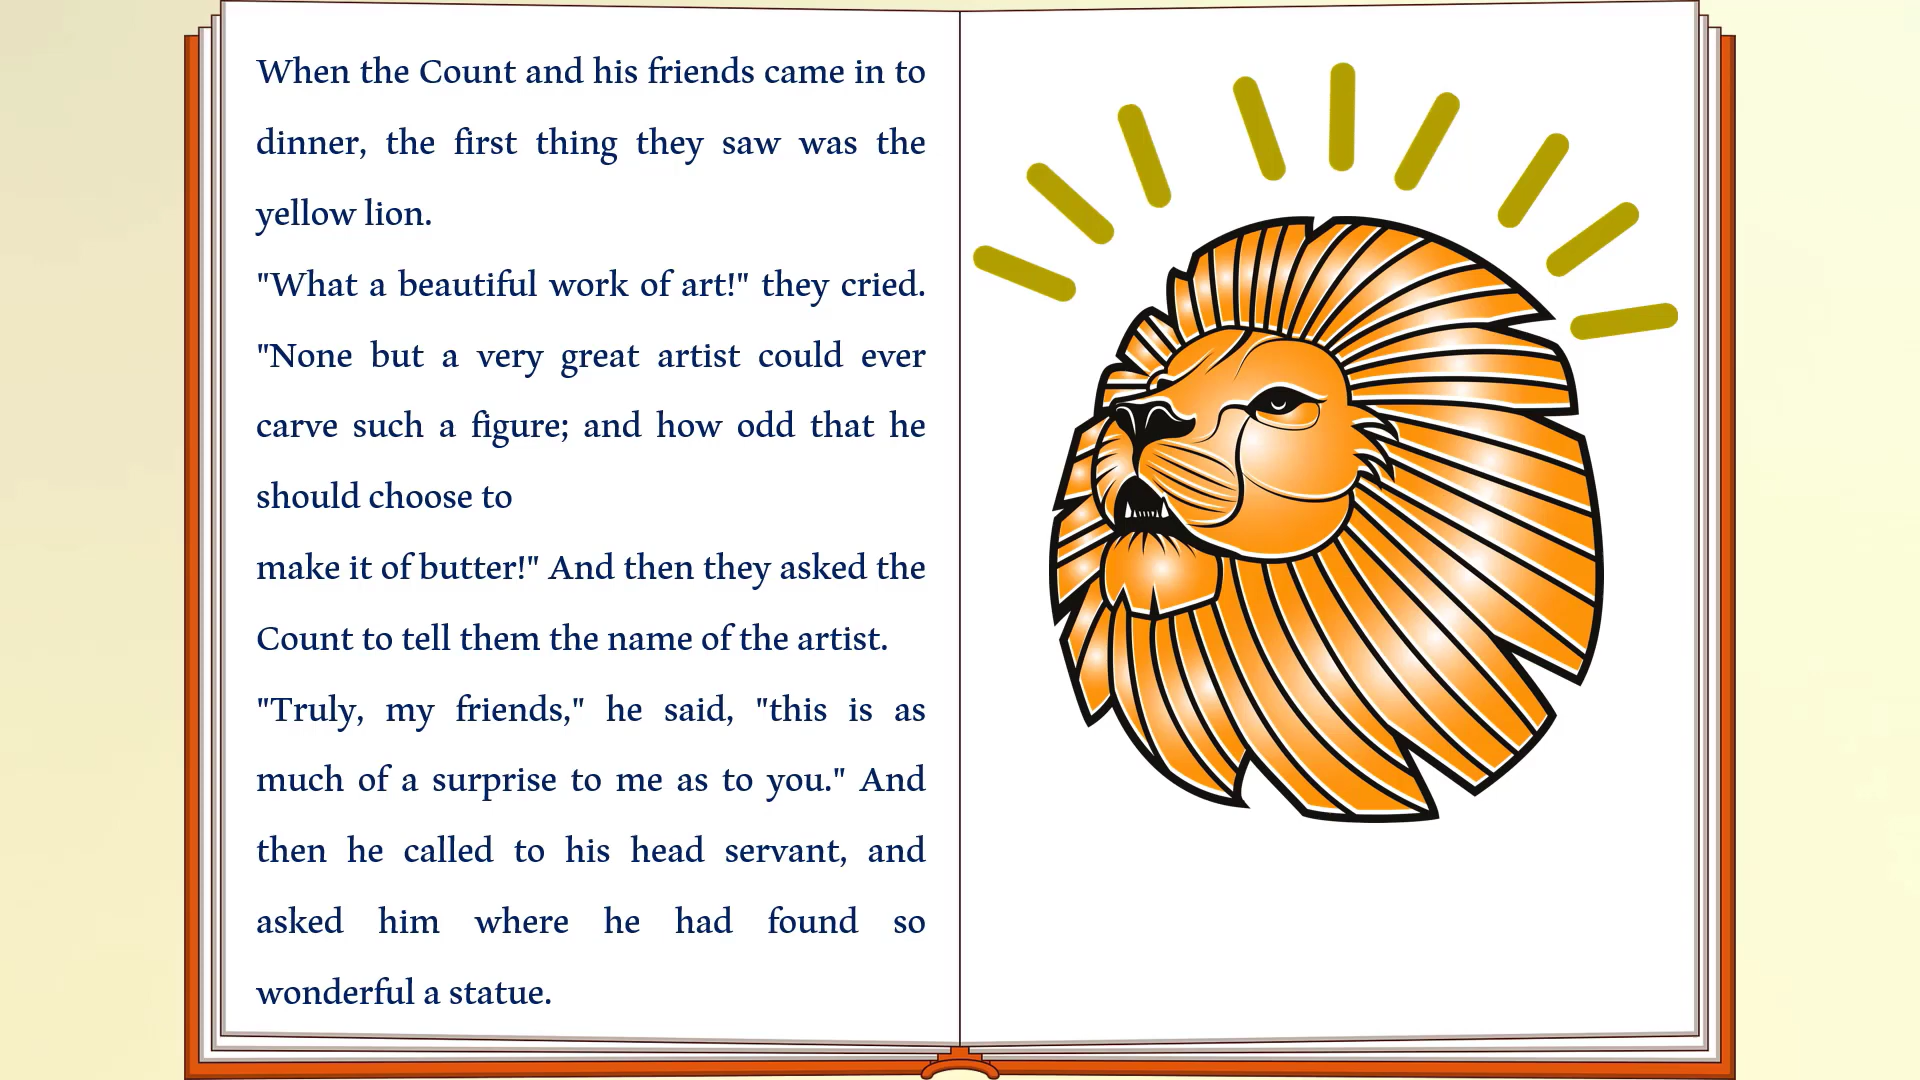 When the Count and his friends came in to
dinner, the first thing they saw was the
yellow lion.
"What a beautiful work of art!" they cried.
"None but a very great artist could ever
carve such a figure; and how odd that he
should choose to
make it of butter!" And then they asked the
Count to tell them the name of the artist.
"Truly, my friends," he said, "this is as
much of a surprise to me as to you." And
then he called to his head servant, and
asked him where he had found so
wonderful a statue.